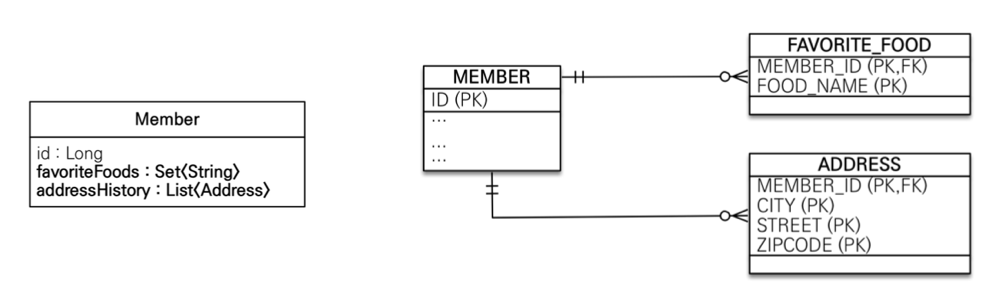 Member
id : Long
favoriteFoods : Set⟨String⟩
addressHistory : List⟨Address⟩
MEMBER
ID (PK)
...
...
...
FAVORITE_FOOD
MEMBER_ID (PK,FK)
FOOD_NAME (PK)
ADDRESS
MEMBER_ID (PK,FK)
CITY (PK)
STREET (PK)
ZIPCODE (PK)